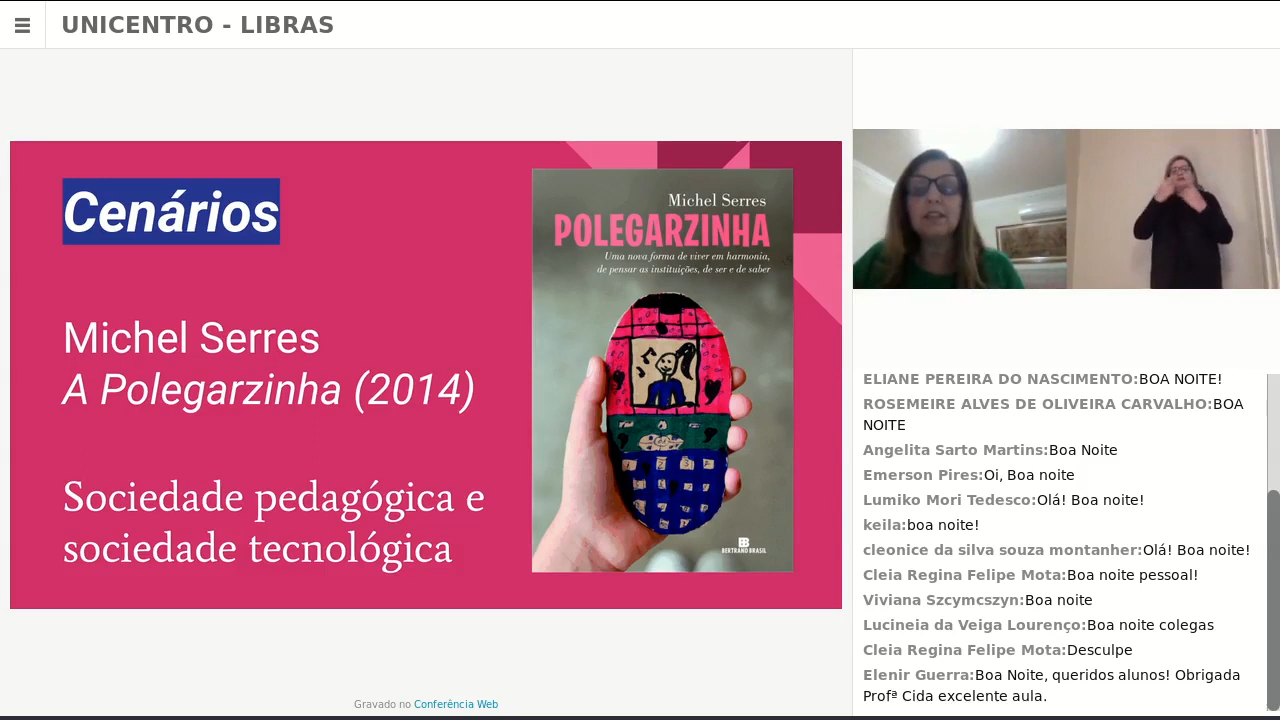 UNICENTRO - LIBRAS
Cenários
Michel Serres
A Polegarzinha (2014)
Sociedade pedagógica e
sociedade tecnológica
Michel Serres
POLEGARZINHA
Uma nova forma de viver em harmonia,
de pensar as instituições, de ser e de saber
BERTRAND BRASIL
Gravado no Conferência Web
ELIANE PEREIRA DO NASCIMENTO:BOA NOITE!
ROSEMEIRE ALVES DE OLIVEIRA CARVALHO:BOA
NOITE
Angelita Sarto Martins:Boa Noite
Emerson Pires:Oi, Boa noite
Lumiko Mori Tedesco:Olá! Boa noite!
keila:boa noite!
cleonice da silva souza montanher:Olá! Boa noite!
Cleia Regina Felipe Mota:Boa noite pessoal!
Viviana Szcymcszyn:Boa noite
Lucineia da Veiga Lourenço:Boa noite colegas
Cleia Regina Felipe Mota:Desculpe
Elenir Guerra:Boa Noite, queridos alunos! Obrigada
Profª Cida excelente aula.